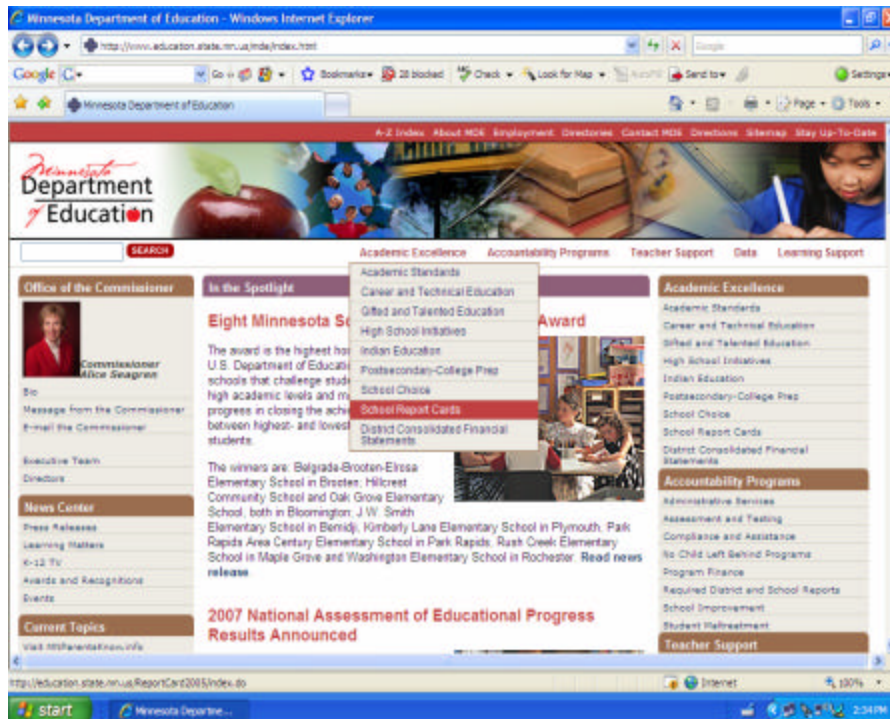 Minnesota Department of Education - Windows Internet Explorer
http://www.education.state.mn.us/mde/index.html
Google
Google
Go
Bookmarks
28 blocked
Check
Look for Map
AutoFill
Send to
Settings
Minnesota Department of Education
Page
Tools
A-Z Index About MDE Employment Directories Contact MDE Directions Sitemap Stay Up-To-Date
Minnesota
Department
of Education
SEARCH
Academic Excellence Accountability Programs Teacher Support Data Learning Support
Academic Standards
Career and Technical Education
Gifted and Talented Education
High School Initiatives
Indian Education
Postsecondary-College Prep
School Choice
School Report Cards
District Consolidated Financial
Statements
Office of the Commissioner
Commissioner
Alice Seagren
Bio
Message from the Commissioner
E-mail the Commissioner
Executive Team
Directors
News Center
Press Releases
Learning Matters
K-12 TV
Awards and Recognitions
Events
Current Topics
Visit MNParentsKnow.info
In the Spotlight
Eight Minnesota Award
The award is the highest
U.S. Department of
schools that challenge
high academic levels and
progress in closing the
between highest- and
students.
The winners are: Belgrade-Brooten-Elrosa
Elementary School in Brooten; Hillcrest
Community School and Oak Grove Elementary
School, both in Bloomington; J.W. Smith
Elementary School in Bemidji, Kimberly Lane Elementary School in Plymouth, Park
Rapids Area Century Elementary School in Park Rapids, Rush Creek Elementary
School in Maple Grove and Washington Elementary School in Rochester. Read news
release.
2007 National Assessment of Educational Progress
Results Announced
Academic Excellence
Academic Standards
Career and Technical Education
Gifted and Talented Education
High School Initiatives
Indian Education
Postsecondary-College Prep
School Choice
School Report Cards
District Consolidated Financial
Statements
Accountability Programs
Administrative Services
Assessment and Testing
Compliance and Assistance
No Child Left Behind Programs
Program Finance
Required District and School Reports
School Improvement
Student Maltreatment
Teacher Support
http://education.state.mn.us/ReportCard2005/index.do
Internet
100%
start
Minnesota Departme...
2:34 PM